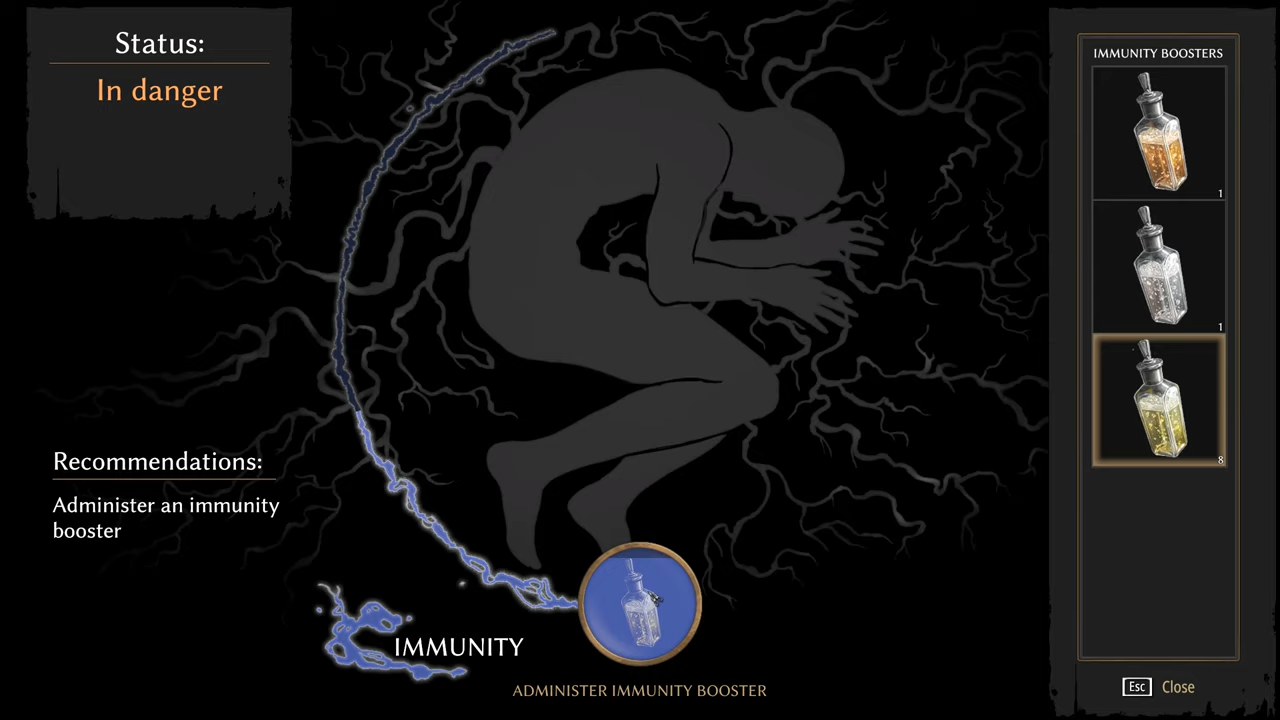 Status:
In danger
Recommendations:
Administer an immunity
booster
IMMUNITY
ADMINISTER IMMUNITY BOOSTER
IMMUNITY BOOSTERS
1
1
8
Esc Close